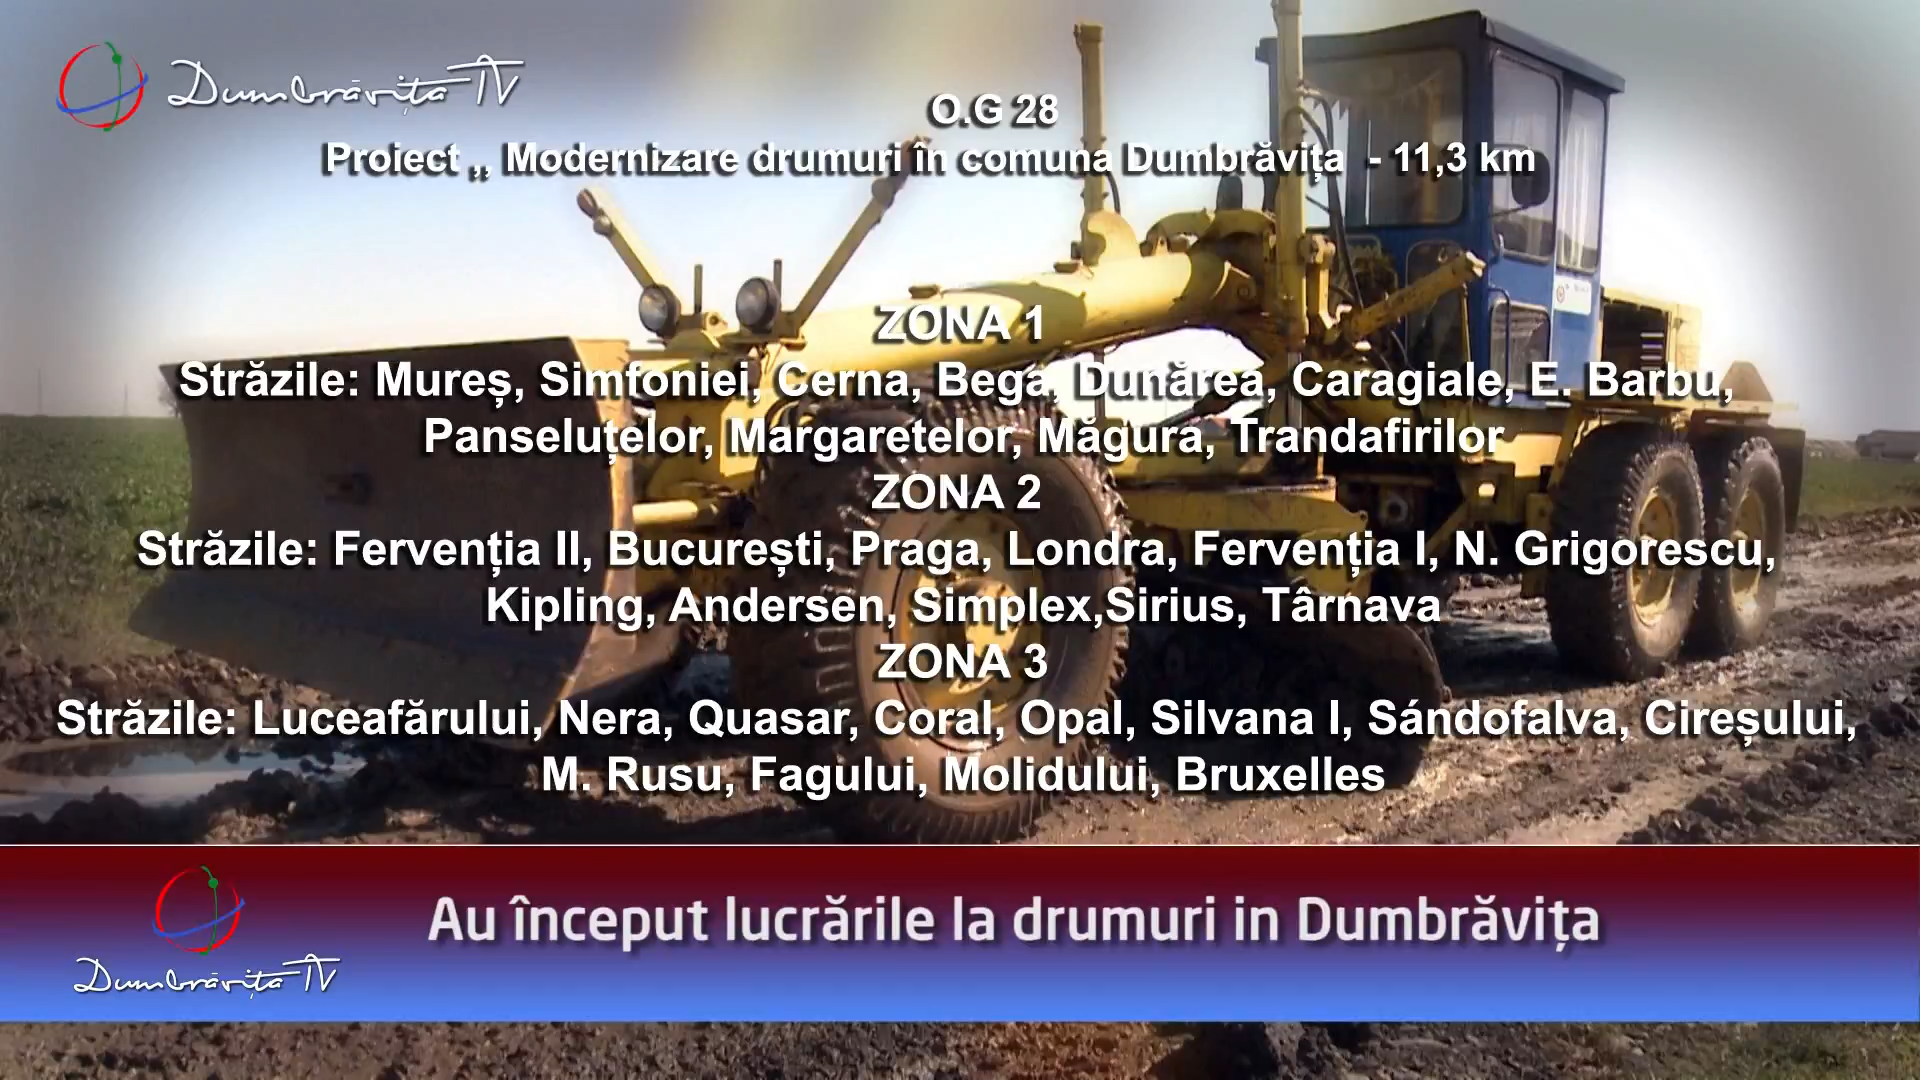 Dumbrăvița TV
O.G 28
Proiect ,, Modernizare drumuri în comuna Dumbrăvița - 11,3 km
ZONA 1
Străzile: Mureș, Simfoniei, Cerna, Bega, Dunărea, Caragiale, E. Barbu,
Panseluțelor, Margaretelor, Măgura, Trandafirilor
ZONA 2
Străzile: Fervenția II, București, Praga, Londra, Fervenția I, N. Grigorescu,
Kipling, Andersen, Simplex,Sirius, Târnava
ZONA 3
Străzile: Luceafărului, Nera, Quasar, Coral, Opal, Silvana I, Sándofalva, Cireșului,
M. Rusu, Fagului, Molidului, Bruxelles
Au început lucrările la drumuri in Dumbrăvița
Dumbrăvița TV